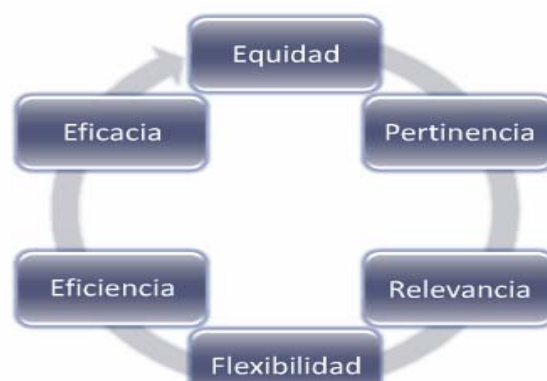 Equidad
Pertinencia
Relevancia
Flexibilidad
Eficiencia
Eficacia